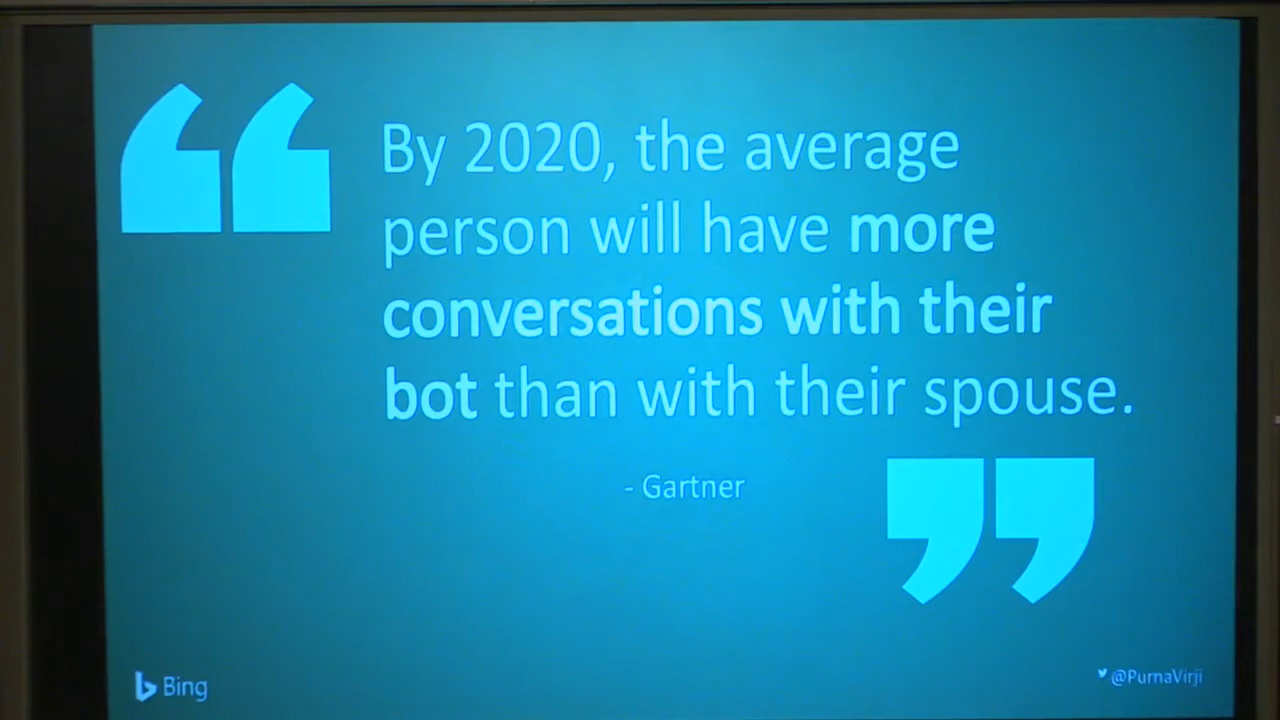 By 2020, the average
person will have more
conversations with their
bot than with their spouse.
- Gartner
Bing
@PurnaVirji